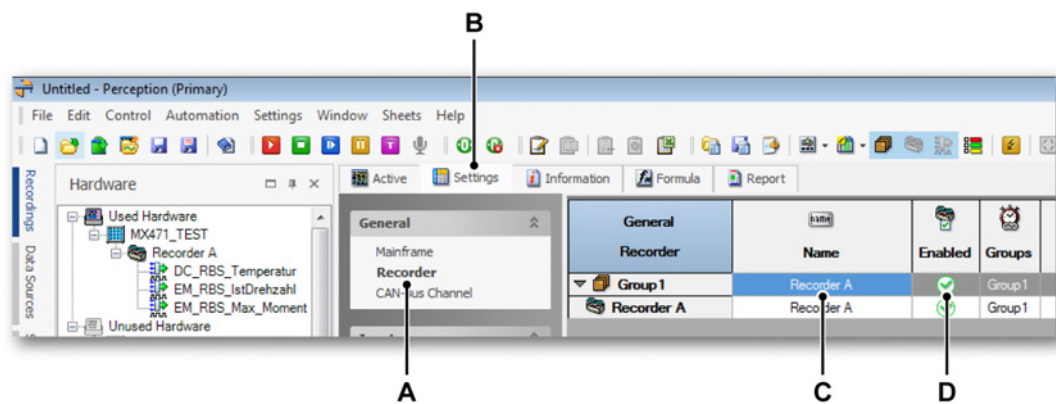 B
Untitled - Perception (Primary)
File Edit Control Automation Settings Window Sheets Help
Recordings
Data Sources
Hardware
Used Hardware
MX471_TEST
Recorder A
DC_RBS_Temperatur
EM_RBS_IstDrehzahl
EM_RBS_Max_Moment
Unused Hardware
Active Settings Information Formula Report
General
Mainframe
Recorder
CAN-Bus Channel
General Recorder
name
Name
Enabled
Groups
Group1 Recorder A Group1
Recorder A Recorder A Group1
A C D